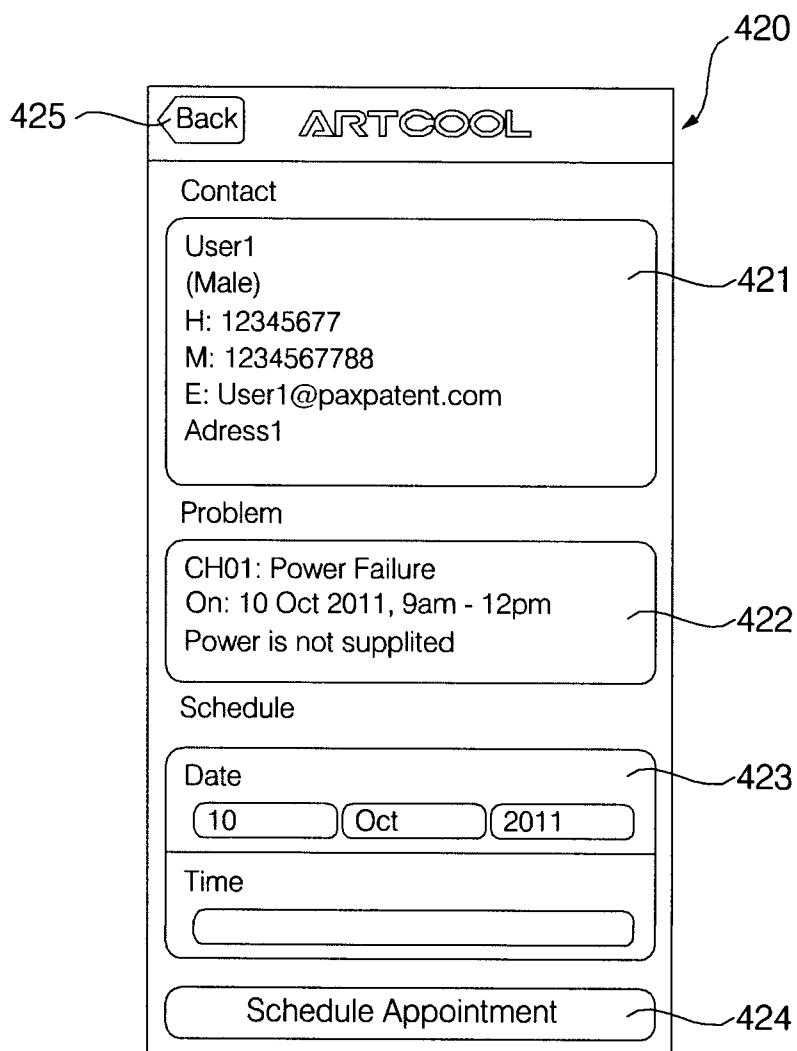 420
425 Back ARTCOOL
Contact
User1
(Male)
421
H: 12345677
M: 1234567788
E: User1@paxpatent.com
Adress1
Problem
CH01: Power Failure
On: 10 Oct 2011, 9am - 12pm
422
Power is not supplited
Schedule
Date
423
10 Oct 2011
Time
Schedule Appointment
424